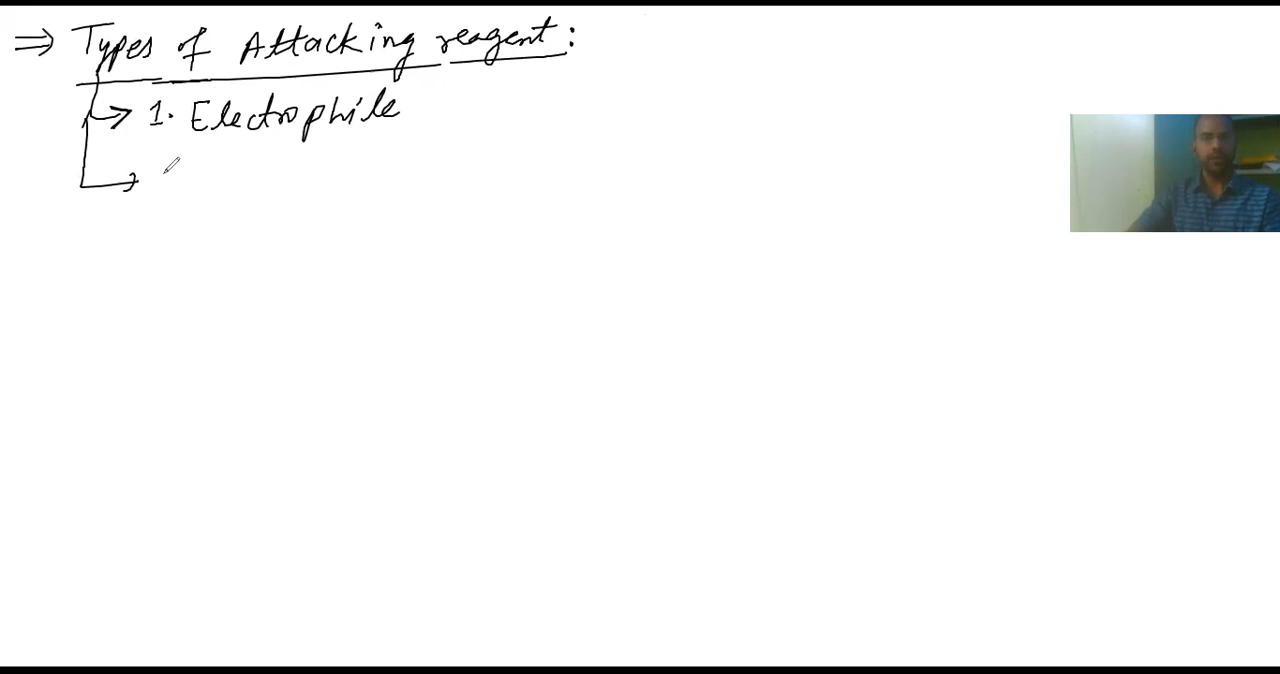 ⇒ Types of Attacking reagent:
→ 1. Electrophile
→